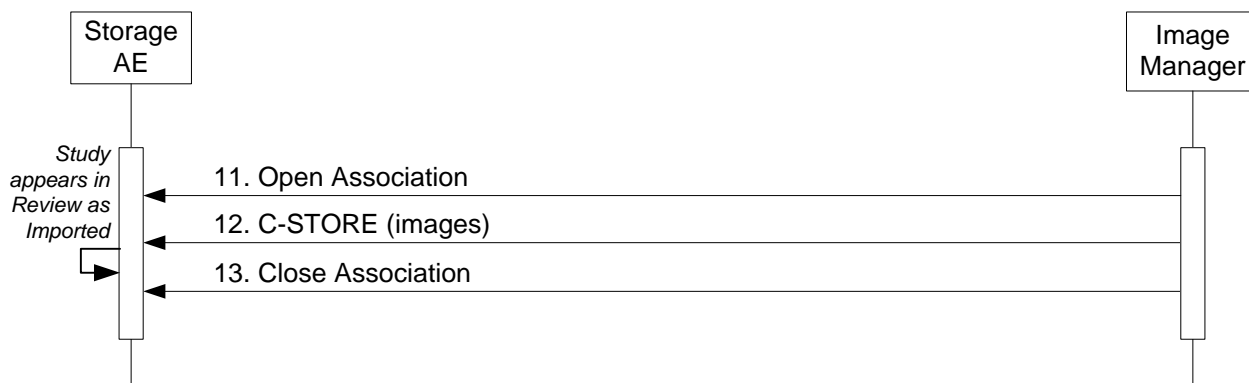 Storage
AE
Image
Manager
Study
appears in
Review as
Imported
11. Open Association
12. C-STORE (images)
13. Close Association